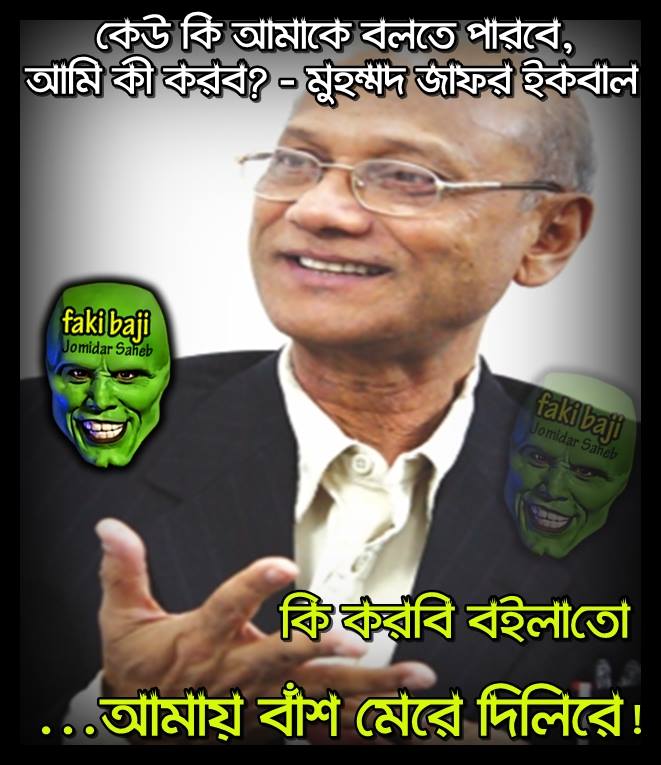 কেউ কি আমাকে বলতে পারবে,
আমি কী করব? - মুহম্মদ জাফর ইকবাল
faki baji
Jomidar Saheb
faki baji
Jomidar Saheb
কি করবি বইলাতো
...আমায় বাঁশ মেরে দিলিরে!